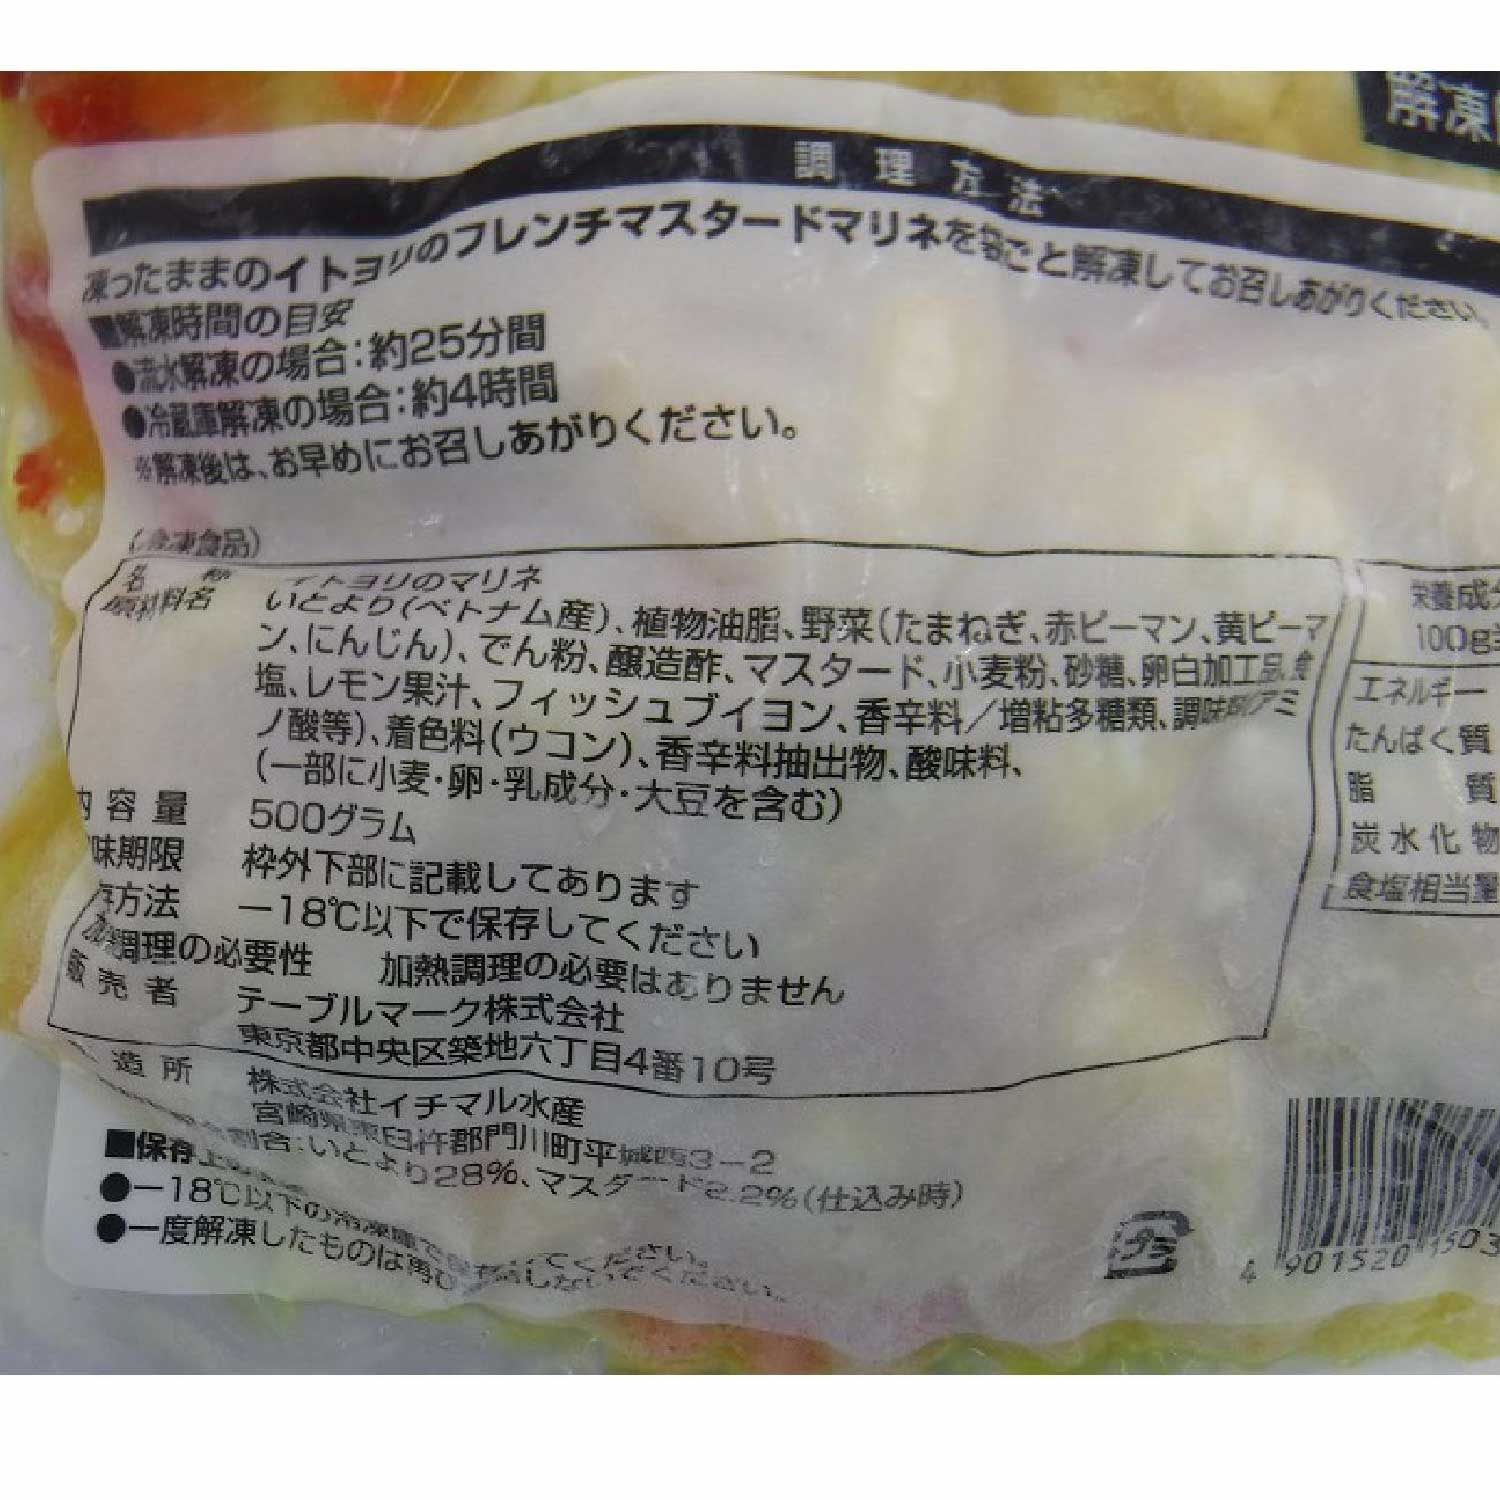 解凍
調理方法
凍ったままのイトヨリのフレンチマスタードマリネを袋ごと解凍してお召しあがりください。
■解凍時間の目安
●流水解凍の場合:約25分間
●冷蔵庫解凍の場合:約4時間
※解凍後は、お早めにお召しあがりください。
(冷凍食品)
名称 イトヨリのマリネ
原材料名 いとより(ベトナム産)、植物油脂、野菜(たまねぎ、赤ピーマン、黄ピーマ
ン、にんじん)、でん粉、醸造酢、マスタード、小麦粉、砂糖、卵白加工品、食
塩、レモン果汁、フィッシュブイヨン、香辛料/増粘多糖類、調味料(アミ
ノ酸等)、着色料(ウコン)、香辛料抽出物、酸味料、
(一部に小麦・卵・乳成分・大豆を含む)
内容量 500グラム
味期限 枠外下部に記載してあります
存方法 −18℃以下で保存してください
加熱調理の必要性 加熱調理の必要はありません
販売者 テーブルマーク株式会社
東京都中央区築地六丁目4番10号
造所 株式会社イチマル水産
宮崎県東臼杵郡門川町平城西3−2
割合:いとより28%、マスタード2.2%(仕込み時)
■保存上の
●−18℃以下の冷凍庫で保存してください。
●一度解凍したものは再び凍結しないでください。
栄養成分
100g
エネルギー
たんぱく質
脂質
炭水化物
食塩相当量
プラ
4 901520 1503